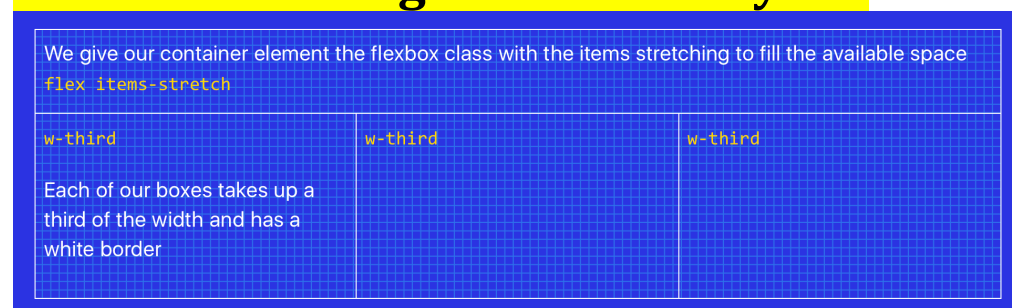 We give our container element the flexbox class with the items stretching to fill the available space
flex items-stretch
w-third
w-third
w-third
Each of our boxes takes up a
third of the width and has a
white border